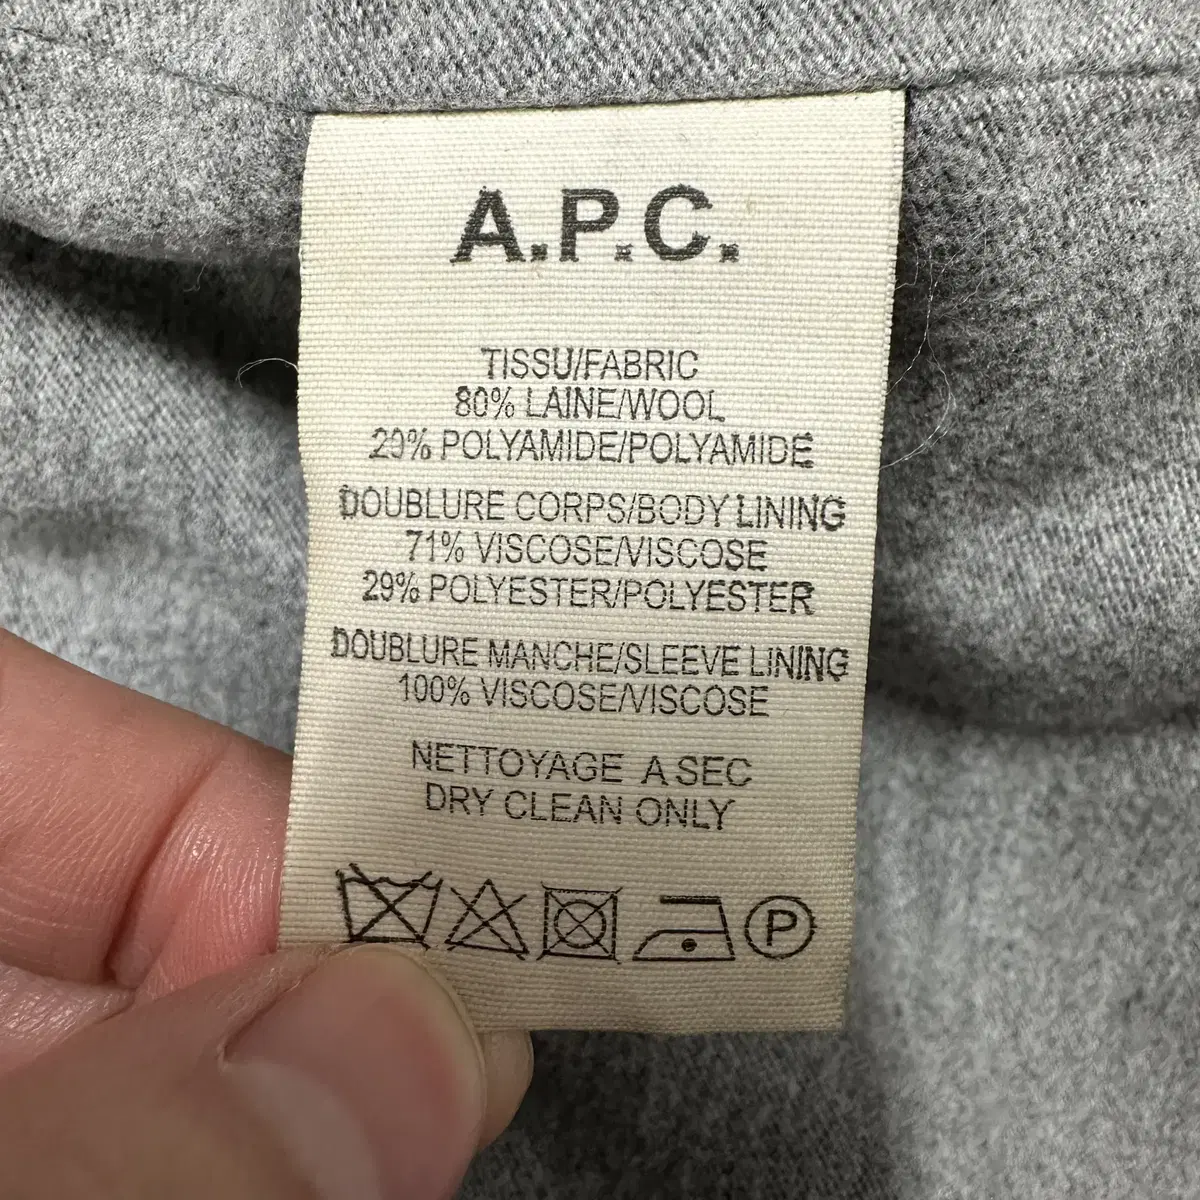 A.P.C.
TISSU/FABRIC
80% LAINE/WOOL
20% POLYAMIDE/POLYAMIDE
DOUBLURE CORPS/BODY LINING
71% VISCOSE/VISCOSE
29% POLYESTER/POLYESTER
DOUBLURE MANCHE/SLEEVE LINING
100% VISCOSE/VISCOSE
NETTOYAGE A SEC
DRY CLEAN ONLY
P